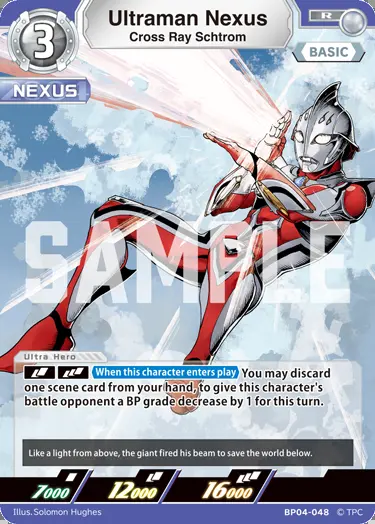 3
Ultraman Nexus
Cross Ray Schtrom
R
BASIC
NEXUS
SAMPLE
Ultra Hero
When this character enters play You may discard
one scene card from your hand, to give this character's
battle opponent a BP grade decrease by 1 for this turn.
Like a light from above, the giant fired his beam to save the world below.
7000 12000 16000
Illus. Solomon Hughes BP04-048 © TPC